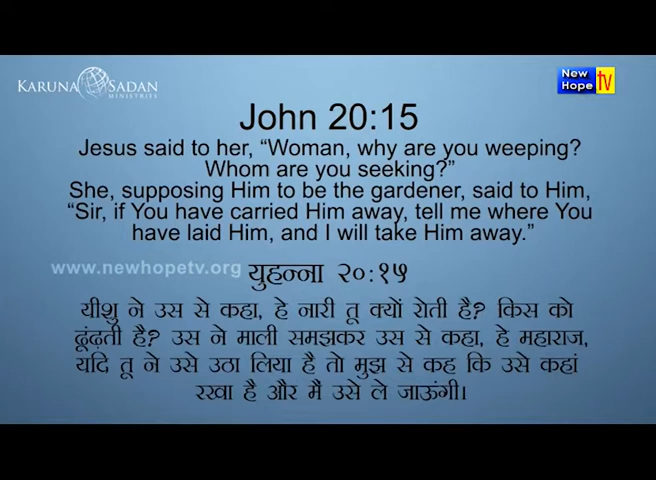 KARUNA SADAN
MINISTRIES
New
Hope tv
John 20:15
Jesus said to her, “Woman, why are you weeping?
Whom are you seeking?”
She, supposing Him to be the gardener, said to Him,
“Sir, if You have carried Him away, tell me where You
have laid Him, and I will take Him away.”
www.newhopetv.org
युहन्ना २०:१५
यीशु ने उस से कहा, हे नारी तू क्यों रोती है? किस को
ढूंढ़ती है? उस ने माली समझकर उस से कहा, हे महाराज,
यदि तू ने उसे उठा लिया है तो मुझ से कह कि उसे कहां
रखा है और मै उसे ले जाऊंगी।